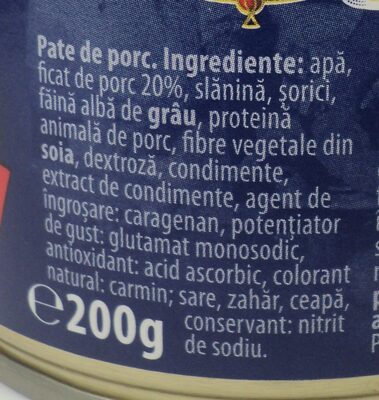 Pate de porc. Ingrediente: apă,
ficat de porc 20%, slănină, șorici,
făină albă de grâu, proteină
animală de porc, fibre vegetale din
soia, dextroză, condimente,
extract de condimente, agent de
îngroșare: caragenan, potențiator
de gust: glutamat monosodic,
antioxidant: acid ascorbic, colorant
natural: carmin; sare, zahăr, ceapă,
conservant: nitrit
de sodiu.
℮200g